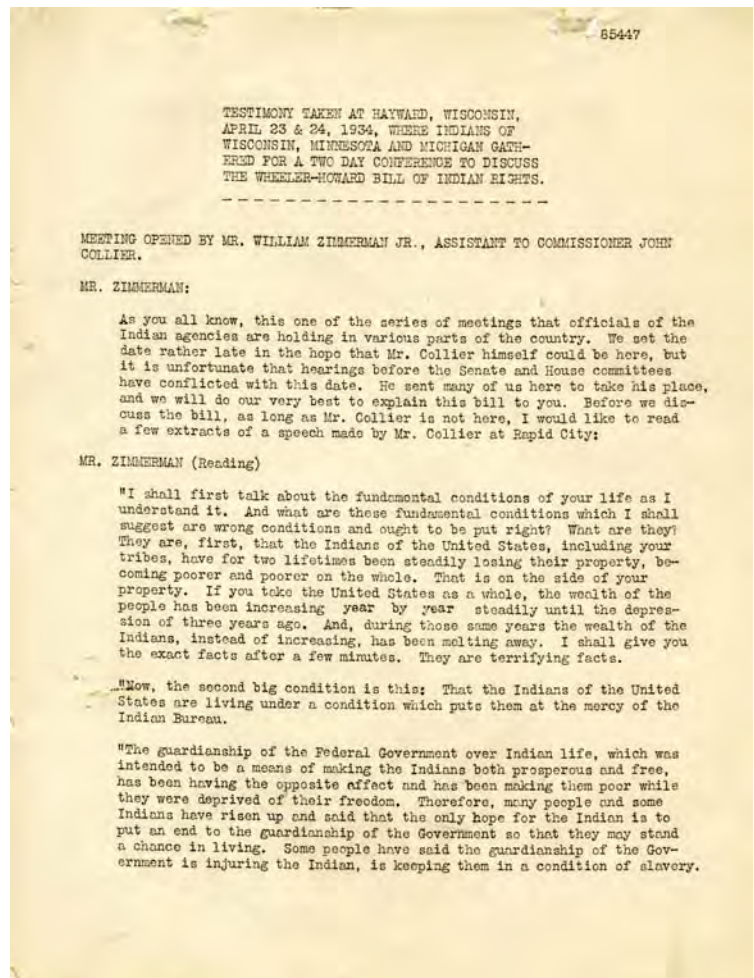 65447
TESTIMONY TAKEN AT HAYWARD, WISCONSIN,
APRIL 23 & 24, 1934, WHERE INDIANS OF
WISCONSIN, MINNESOTA AND MICHIGAN GATH-
ERED FOR A TWO DAY CONFERENCE TO DISCUSS
THE WHEELER-HOWARD BILL OF INDIAN RIGHTS.
- - - - - - - - - - - - - - - - - - - - - -
MEETING OPENED BY MR. WILLIAM ZIMMERMAN JR., ASSISTANT TO COMMISSIONER JOHN
COLLIER.
MR. ZIMMERMAN:
As you all know, this one of the series of meetings that officials of the
Indian agencies are holding in various parts of the country. We set the
date rather late in the hope that Mr. Collier himself could be here, but
it is unfortunate that hearings before the Senate and House committees
have conflicted with this date. He sent many of us here to take his place,
and we will do our very best to explain this bill to you. Before we dis-
cuss the bill, as long as Mr. Collier is not here, I would like to read
a few extracts of a speech made by Mr. Collier at Rapid City:
MR. ZIMMERMAN (Reading)
"I shall first talk about the fundamental conditions of your life as I
understand it. And what are these fundamental conditions which I shall
suggest are wrong conditions and ought to be put right? What are they?
They are, first, that the Indians of the United States, including your
tribes, have for two lifetimes been steadily losing their property, be-
coming poorer and poorer on the whole. That is on the side of your
property. If you take the United States as a whole, the wealth of the
people has been increasing year by year steadily until the depres-
sion of three years ago. And, during those same years the wealth of the
Indians, instead of increasing, has been melting away. I shall give you
the exact facts after a few minutes. They are terrifying facts.
"Now, the second big condition is this: That the Indians of the United
States are living under a condition which puts them at the mercy of the
Indian Bureau.
"The guardianship of the Federal Government over Indian life, which was
intended to be a means of making the Indians both prosperous and free,
has been having the opposite affect and has been making them poor while
they were deprived of their freedom. Therefore, many people and some
Indians have risen up and said that the only hope for the Indian is to
put an end to the guardianship of the Government so that they may stand
a chance in living. Some people have said the guardianship of the Gov-
ernment is injuring the Indian, is keeping them in a condition of slavery.